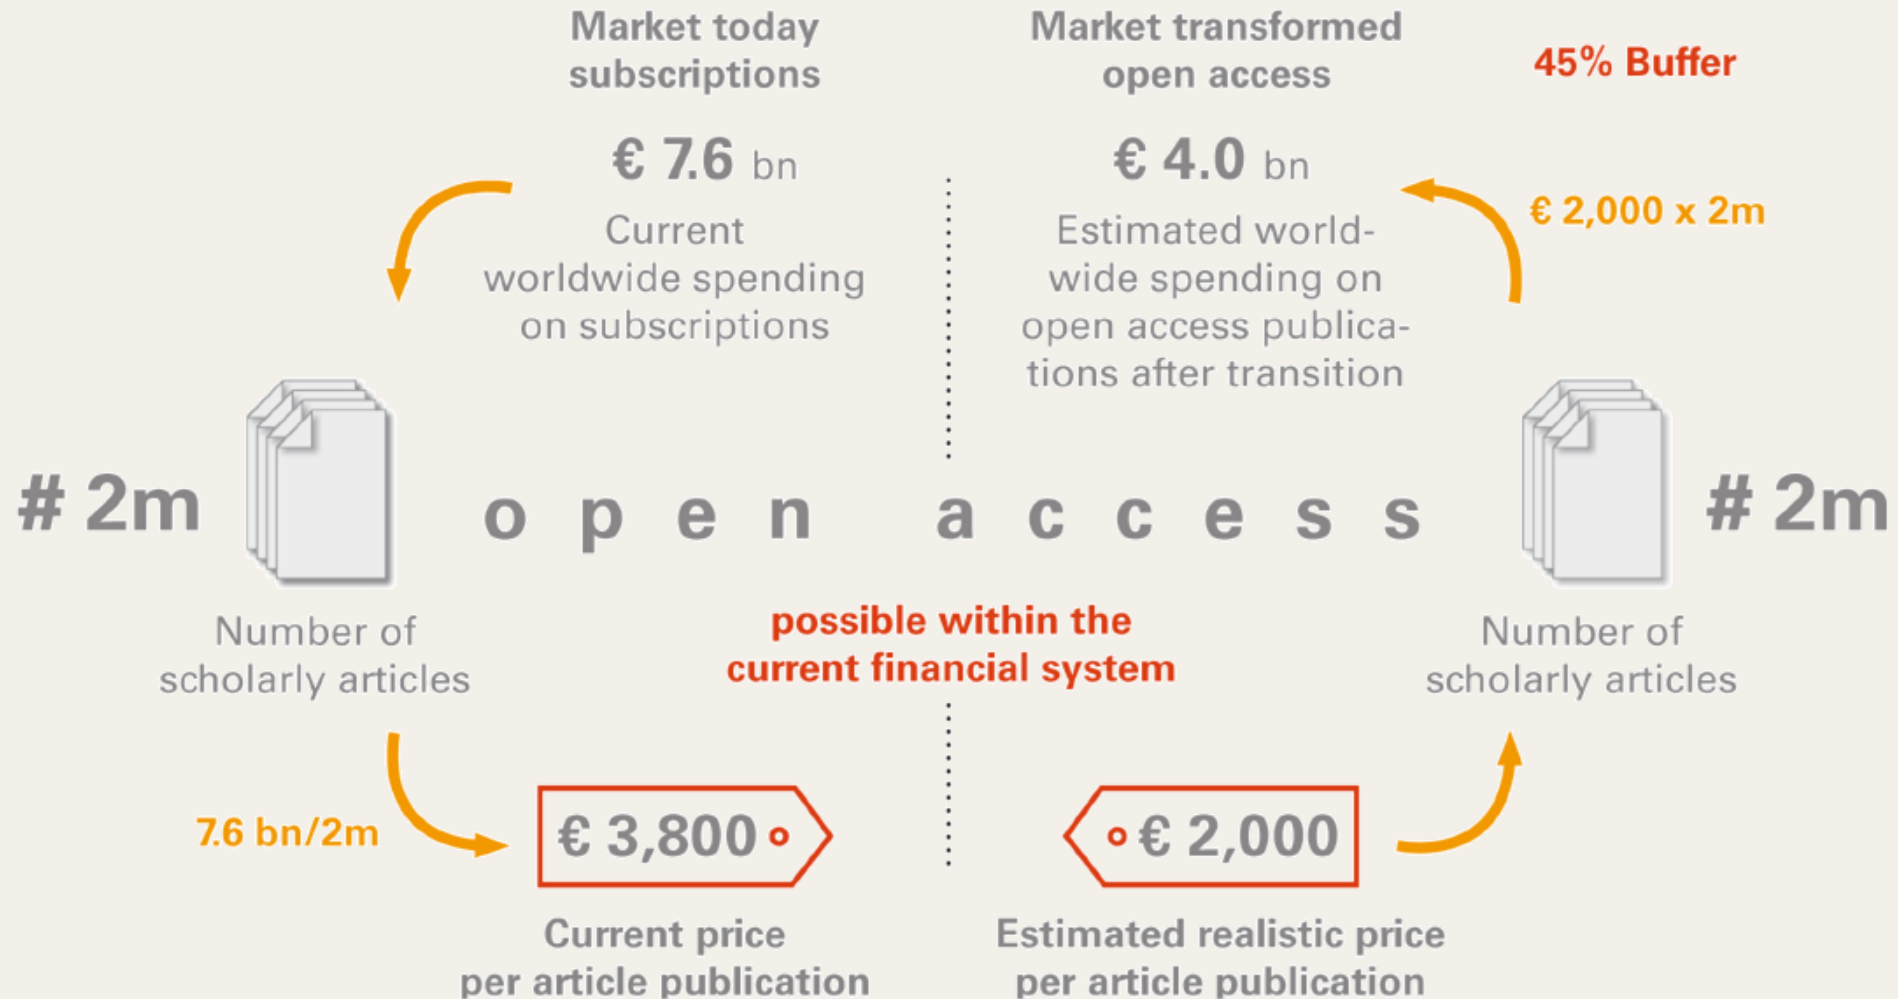 Market today
subscriptions
€ 7.6 bn
Current
worldwide spending
on subscriptions
Market transformed
open access
€ 4.0 bn
Estimated world-
wide spending on
open access publica-
tions after transition
45% Buffer
€ 2,000 x 2m
# 2m
Number of
scholarly articles
open access
possible within the
current financial system
# 2m
Number of
scholarly articles
7.6 bn/2m
€ 3,800
Current price
per article publication
€ 2,000
Estimated realistic price
per article publication